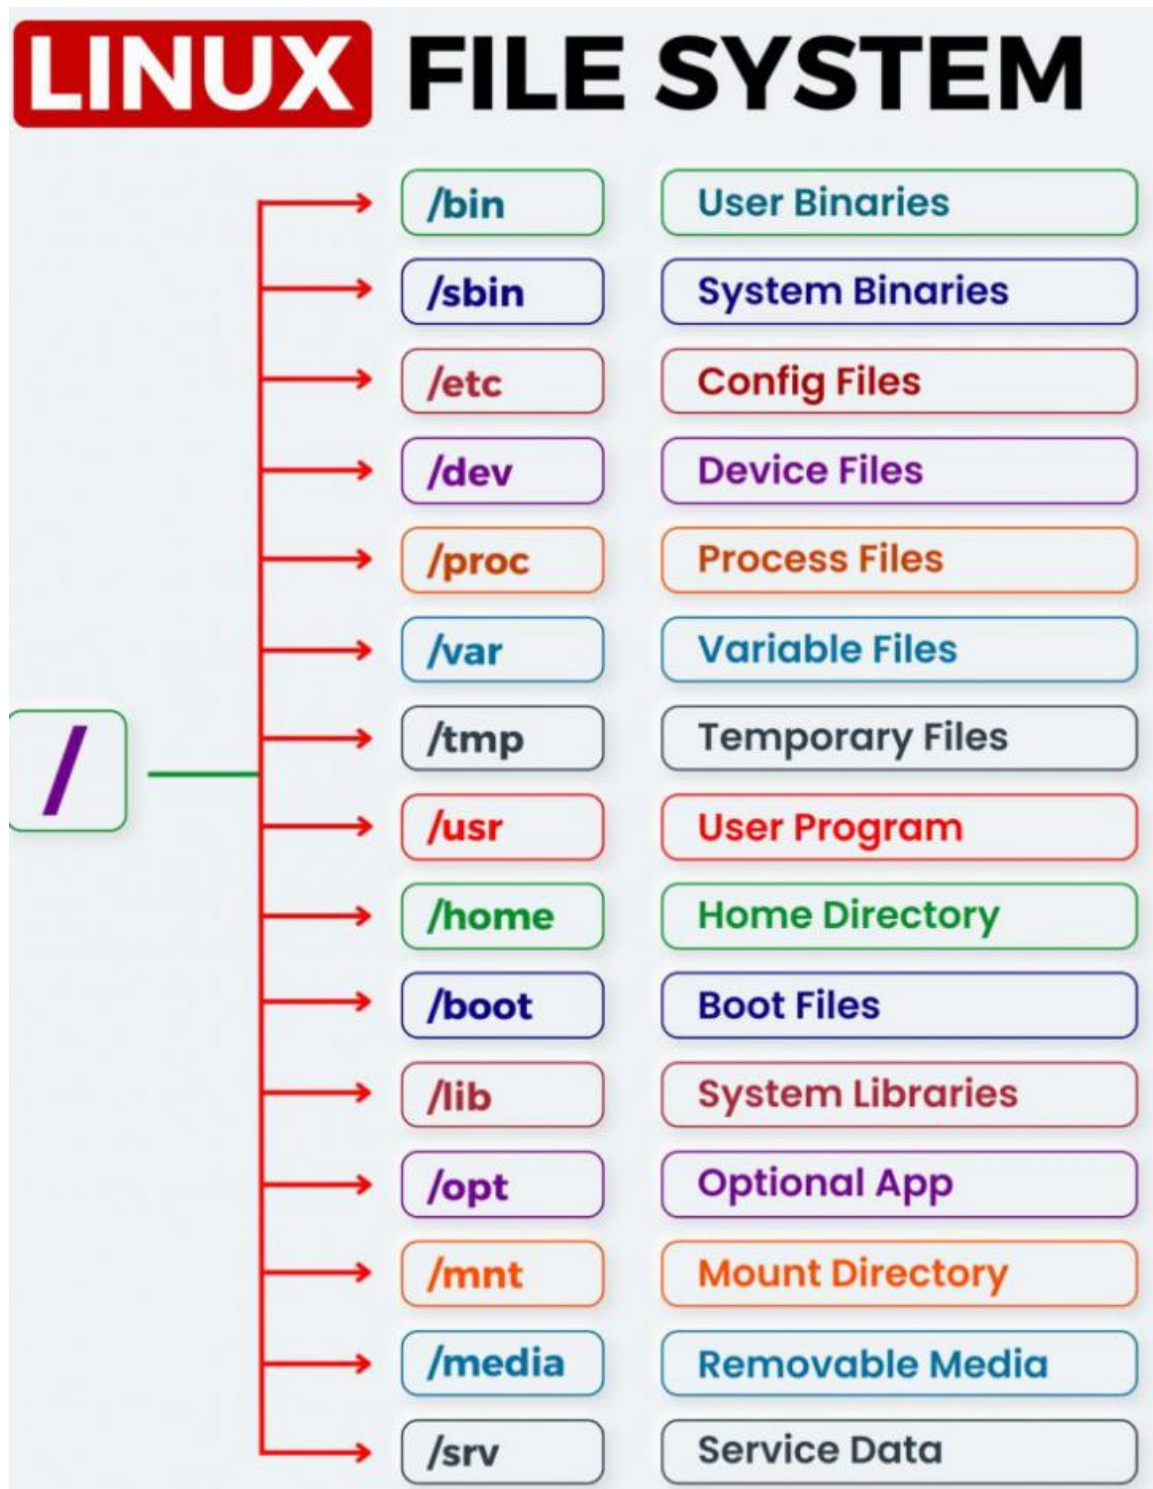 LINUX FILE SYSTEM
/bin User Binaries
/sbin System Binaries
/etc Config Files
/dev Device Files
/proc Process Files
/var Variable Files
/tmp Temporary Files
/
/usr User Program
/home Home Directory
/boot Boot Files
/lib System Libraries
/opt Optional App
/mnt Mount Directory
/media Removable Media
/srv Service Data